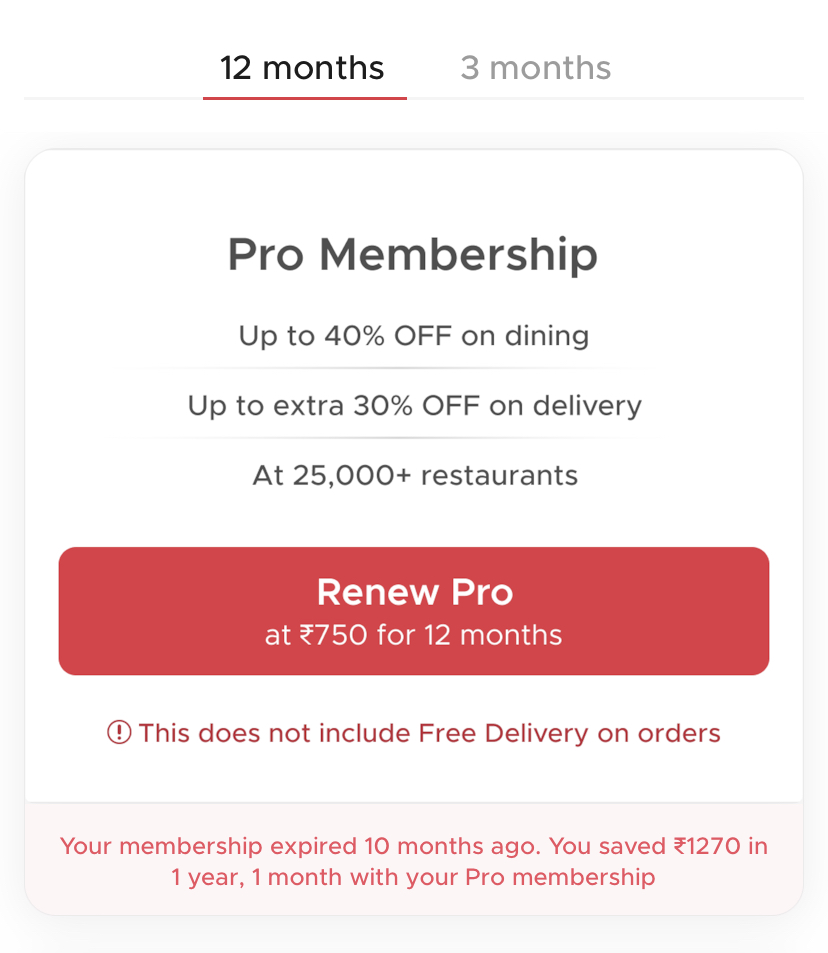 12 months
3 months
Pro Membership
Up to 40% OFF on dining
Up to extra 30% OFF on delivery
At 25,000+ restaurants
Renew Pro
at ₹750 for 12 months
This does not include Free Delivery on orders
Your membership expired 10 months ago. You saved ₹1270 in
1 year, 1 month with your Pro membership